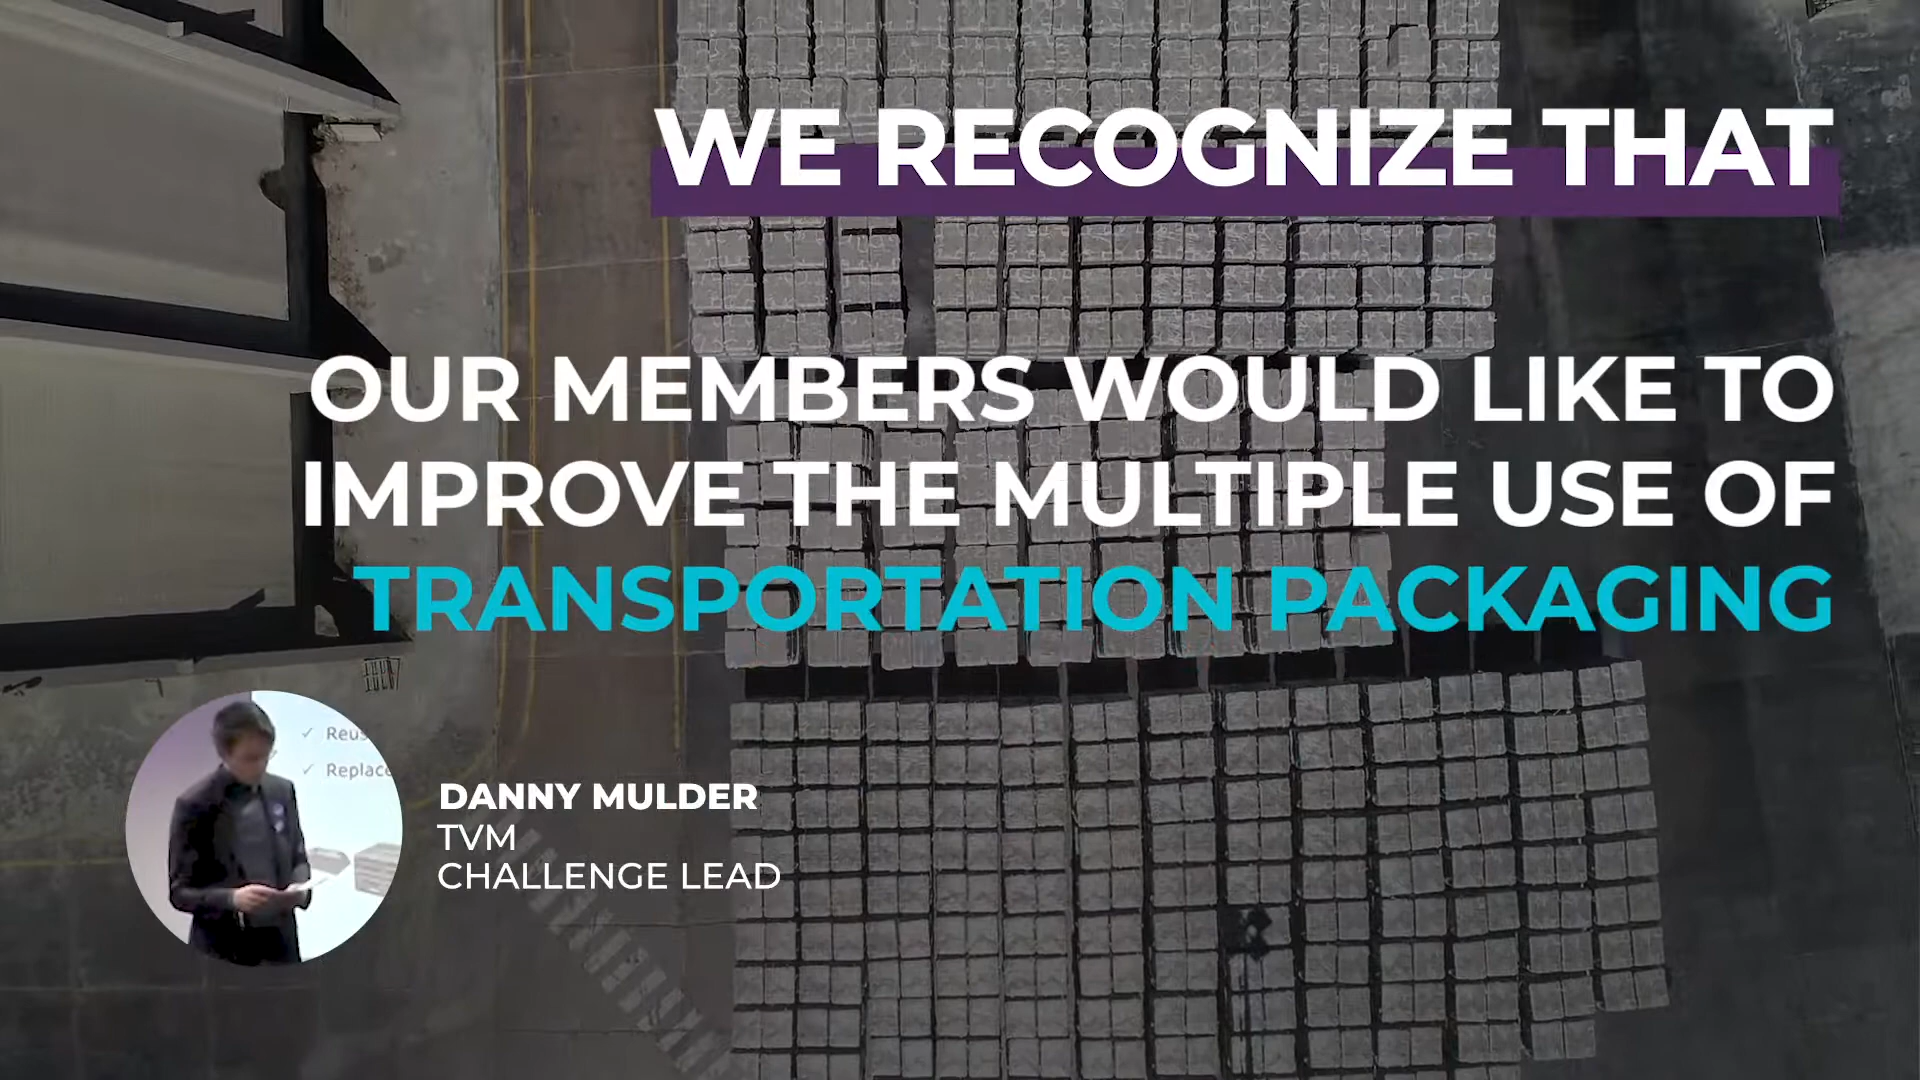 WE RECOGNIZE THAT
OUR MEMBERS WOULD LIKE TO
IMPROVE THE MULTIPLE USE OF
TRANSPORTATION PACKAGING
✓ Reus
✓ Replace
DANNY MULDER
TVM
CHALLENGE LEAD